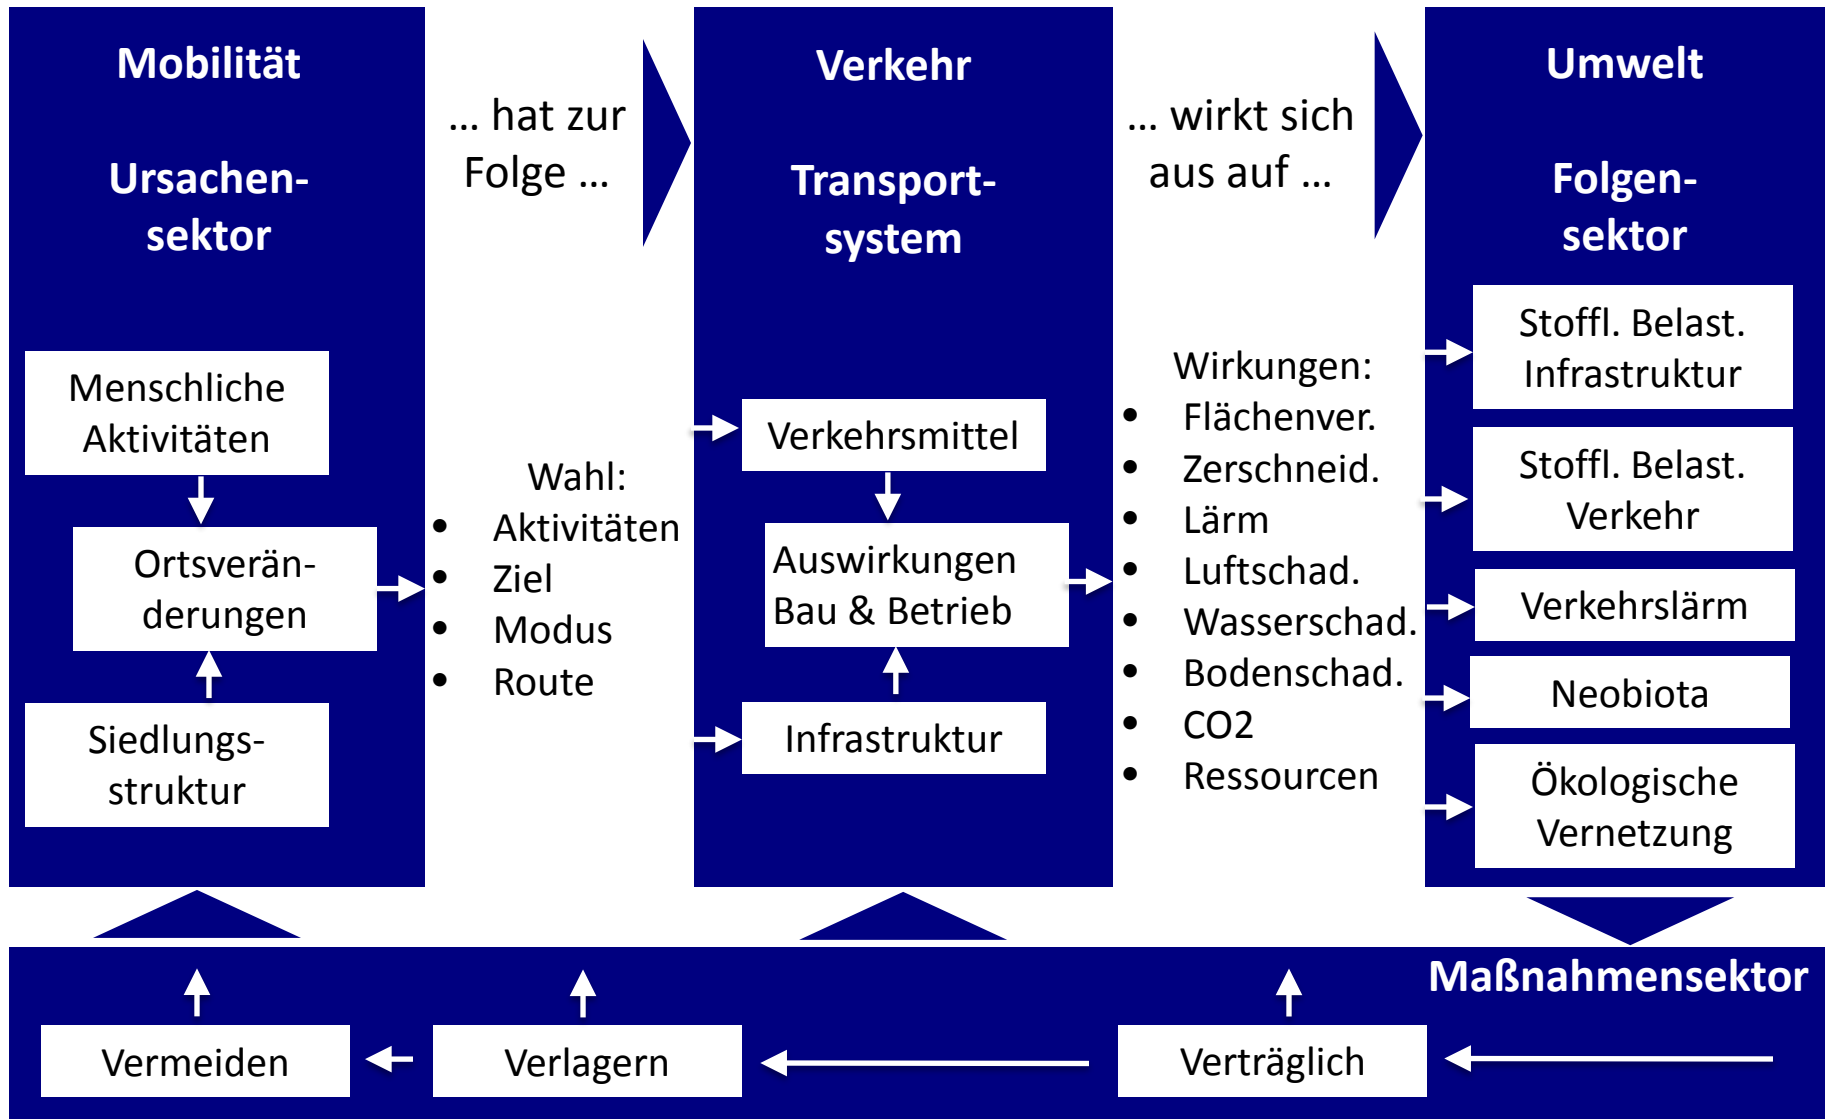 Mobilität
Ursachen-
sektor
Menschliche
Aktivitäten
Ortsverän-
derungen
Siedlungs-
struktur
... hat zur
Folge ...
Wahl:
• Aktivitäten
• Ziel
• Modus
• Route
Verkehr
Transport-
system
Verkehrsmittel
Auswirkungen
Bau & Betrieb
Infrastruktur
... wirkt sich
aus auf ...
Wirkungen:
• Flächenver.
• Zerschneid.
• Lärm
• Luftschad.
• Wasserschad.
• Bodenschad.
• CO2
• Ressourcen
Umwelt
Folgen-
sektor
Stoffl. Belast.
Infrastruktur
Stoffl. Belast.
Verkehr
Verkehrslärm
Neobiota
Ökologische
Vernetzung
Maßnahmensektor
Vermeiden
Verlagern
Verträglich